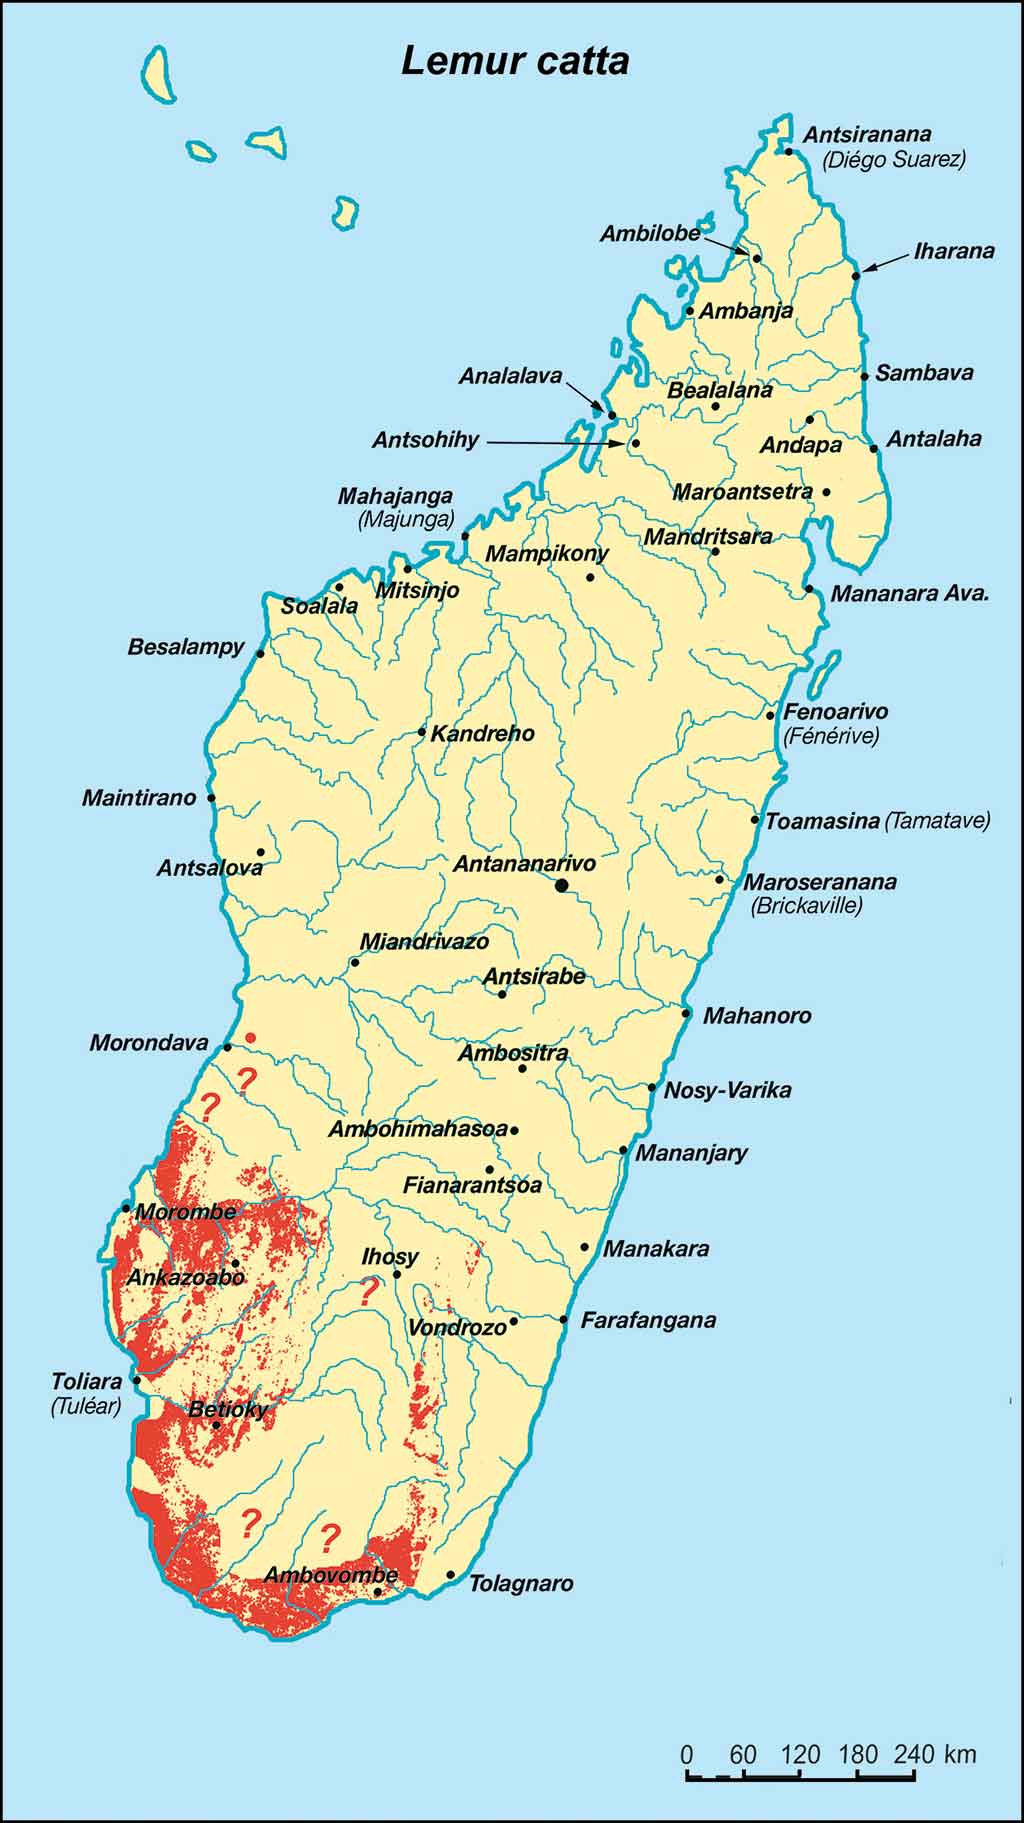 Lemur catta
Antsiranana
(Diégo Suarez)
Ambilobe
Iharana
Ambanja
Analalava
Sambava
Bealalana
Antsohihy
Andapa
Antalaha
Mahajanga
(Majunga)
Maroantsetra
Mandritsara
Mampikony
Mitsinjo
Soalala
Mananara Ava.
Besalampy
Fenoarivo
(Fénérive)
Kandreho
Maintirano
Toamasina (Tamatave)
Antsalova
Antananarivo
Maroseranana
(Brickaville)
Miandrivazo
Antsirabe
Mahanoro
Morondava
Ambositra
?
Nosy-Varika
?
Ambohimahasoa
Mananjary
Fianarantsoa
Morombe
Manakara
Ihosy
Ankazoabo
?
Vondrozo
Farafangana
Toliara
(Tuléar)
Betioky
?
?
Ambovombe
Tolagnaro
0 60 120 180 240 km